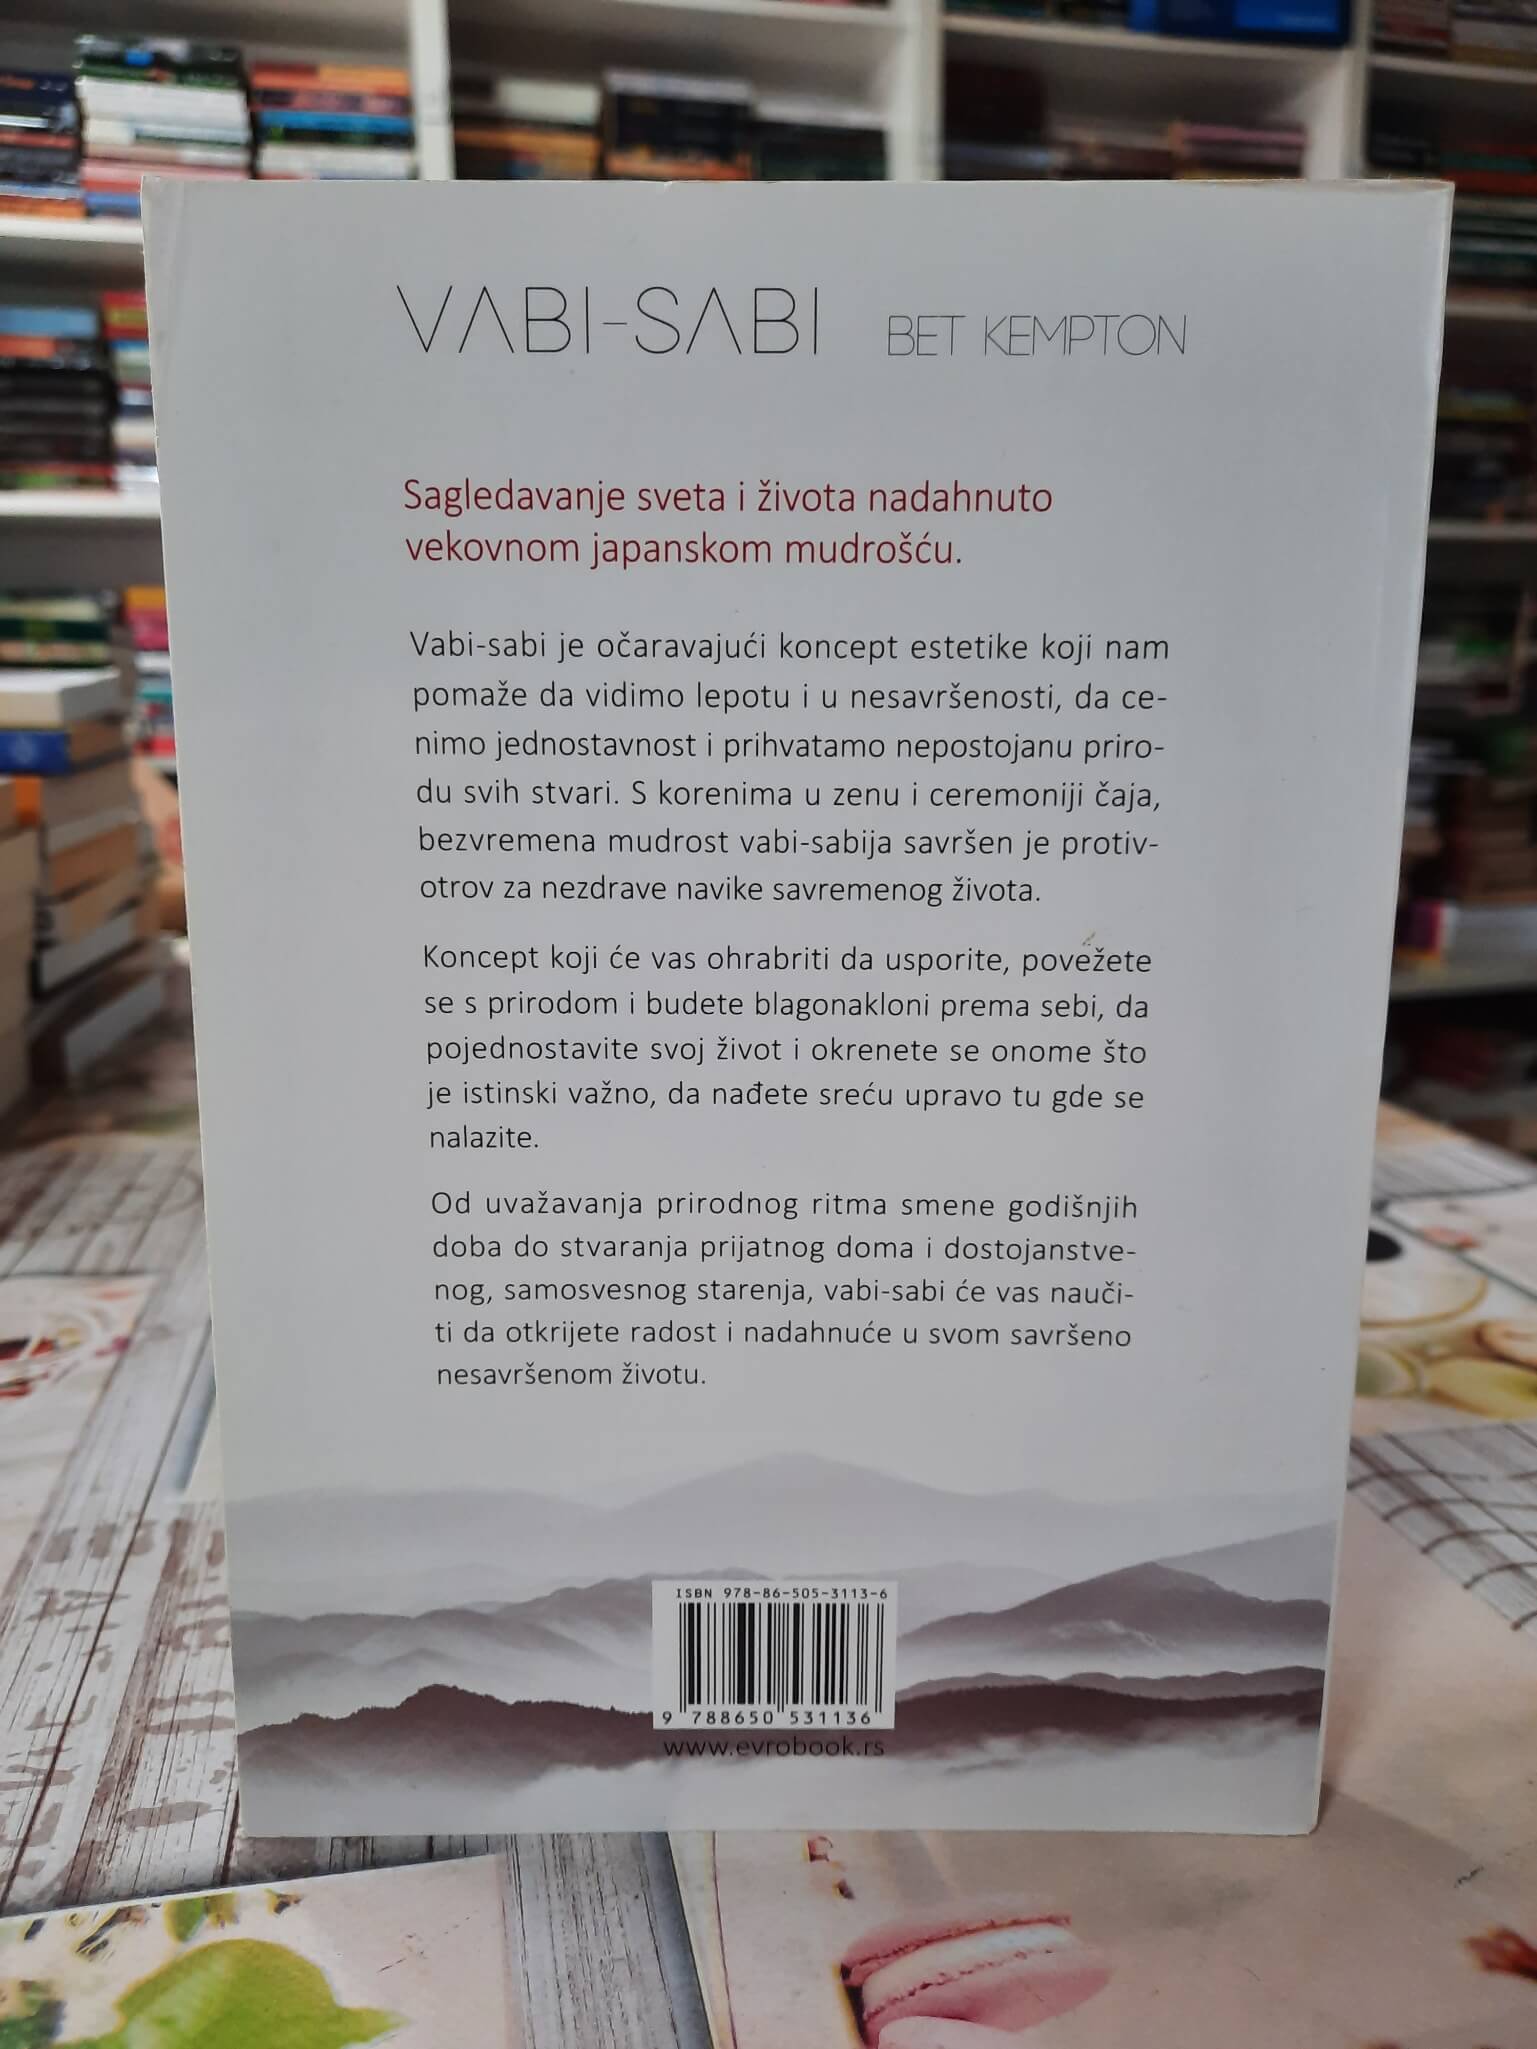 VABI-SABI BET KEMPTON
Sagledavanje sveta i života nadahnuto
vekovnom japanskom mudrošću.
Vabi-sabi je očaravajući koncept estetike koji nam
pomaže da vidimo lepotu i u nesavršenosti, da ce-
nimo jednostavnost i prihvatamo nepostojanu priro-
du svih stvari. S korenima u zenu i ceremoniji čaja,
bezvremena mudrost vabi-sabija savršen je protiv-
otrov za nezdrave navike savremenog života.
Koncept koji će vas ohrabriti da usporite, povežete
se s prirodom i budete blagonakloni prema sebi, da
pojednostavite svoj život i okrenete se onome što
je istinski važno, da nađete sreću upravo tu gde se
nalazite.
Od uvažavanja prirodnog ritma smene godišnjih
doba do stvaranja prijatnog doma i dostojanstve-
nog, samosvesnog starenja, vabi-sabi će vas nauči-
ti da otkrijete radost i nadahnuće u svom savršeno
nesavršenom životu.
ISBN 978-86-505-3113-6
9 788650 531136
www.evrobook.rs